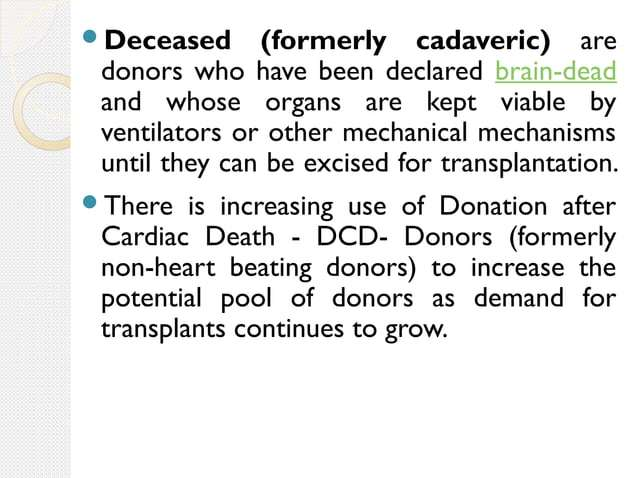 Deceased (formerly cadaveric) are
donors who have been declared brain-dead
and whose organs are kept viable by
ventilators or other mechanical mechanisms
until they can be excised for transplantation.
There is increasing use of Donation after
Cardiac Death - DCD- Donors (formerly
non-heart beating donors) to increase the
potential pool of donors as demand for
transplants continues to grow.